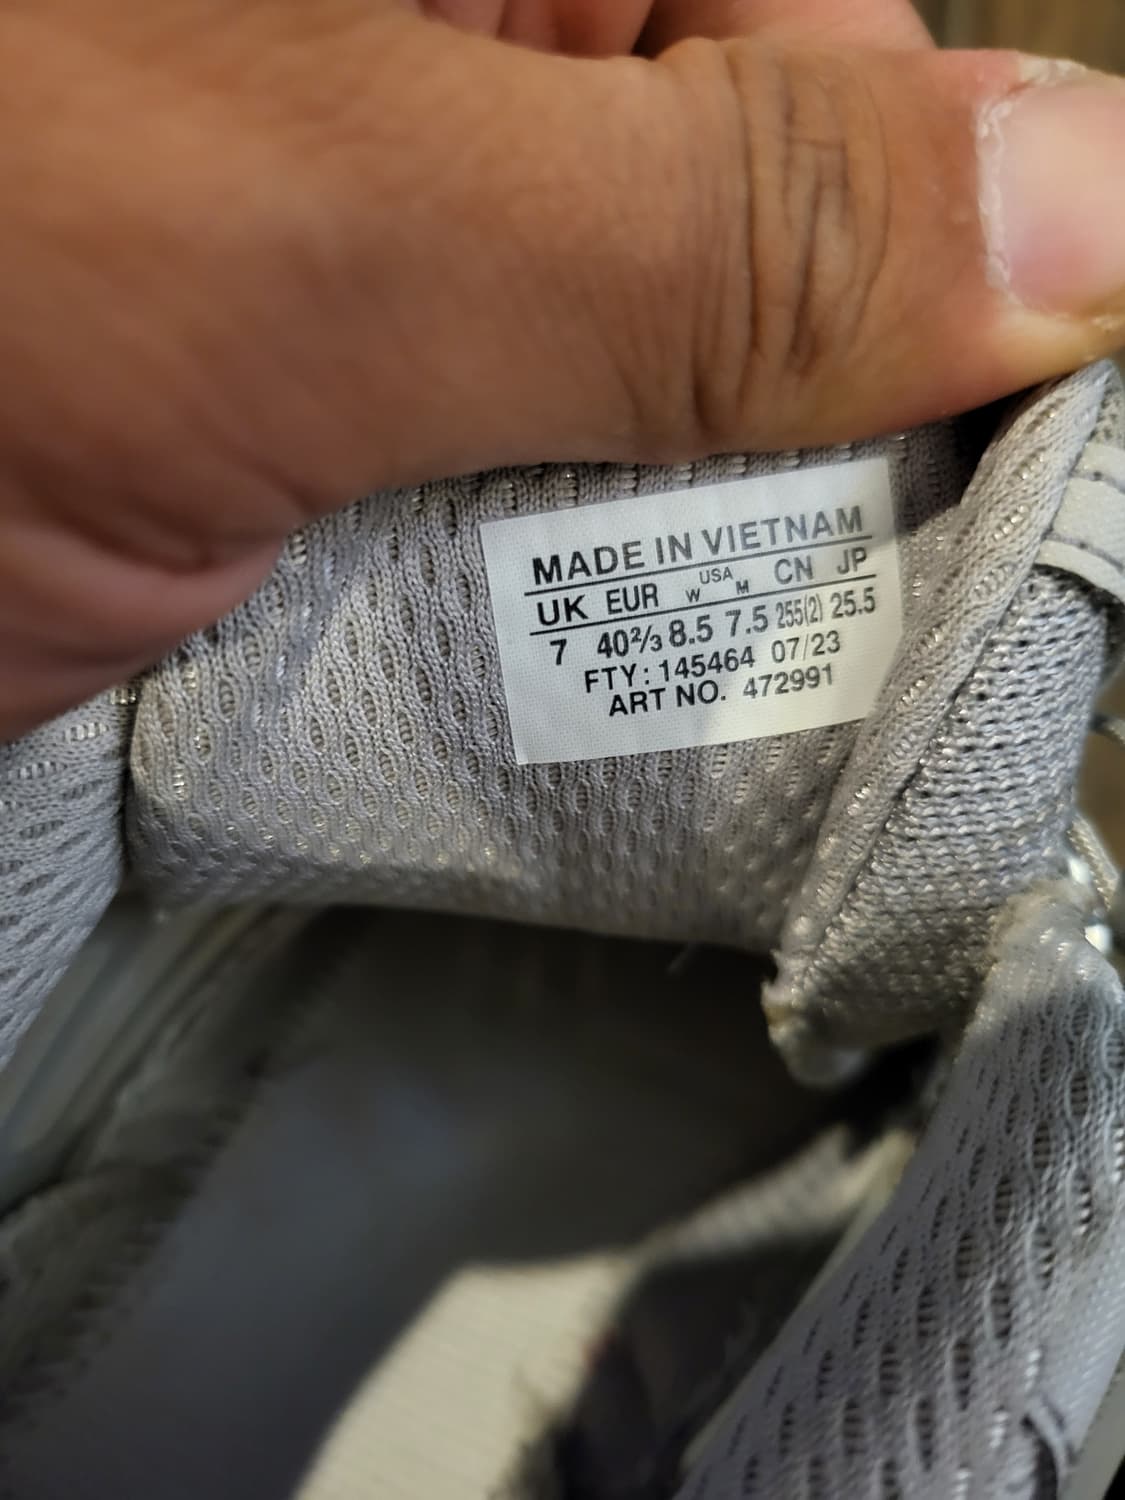 MADE IN VIETNAM
UK EUR W USA M CN JP
7 40⅔ 8.5 7.5 255(2) 25.5
FTY: 145464 07/23
ART NO. 472991